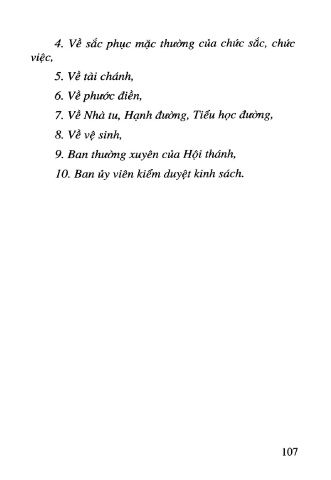 4. Về sắc phục mặc thường của chức sắc, chức
việc,
5. Về tài chánh,
6. Về phước điền,
7. Về Nhà tu, Hạnh đường, Tiểu học đường,
8. Về vệ sinh,
9. Ban thường xuyên của Hội thánh,
10. Ban ủy viên kiểm duyệt kinh sách.
107